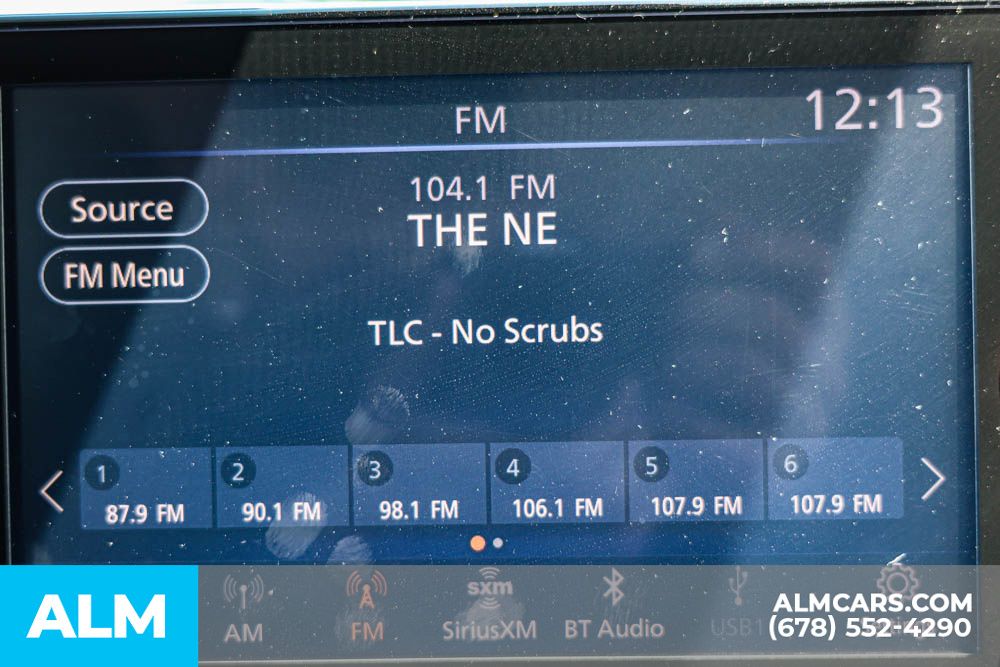 FM
12:13
104.1 FM
THE NE
Source
FM Menu
TLC - No Scrubs
1
87.9 FM
2
90.1 FM
3
98.1 FM
4
106.1 FM
5
107.9 FM
6
107.9 FM
AM
FM
sxm
SiriusXM
BT Audio
USB1
ALM
ALMCARS.COM
(678) 552-4290